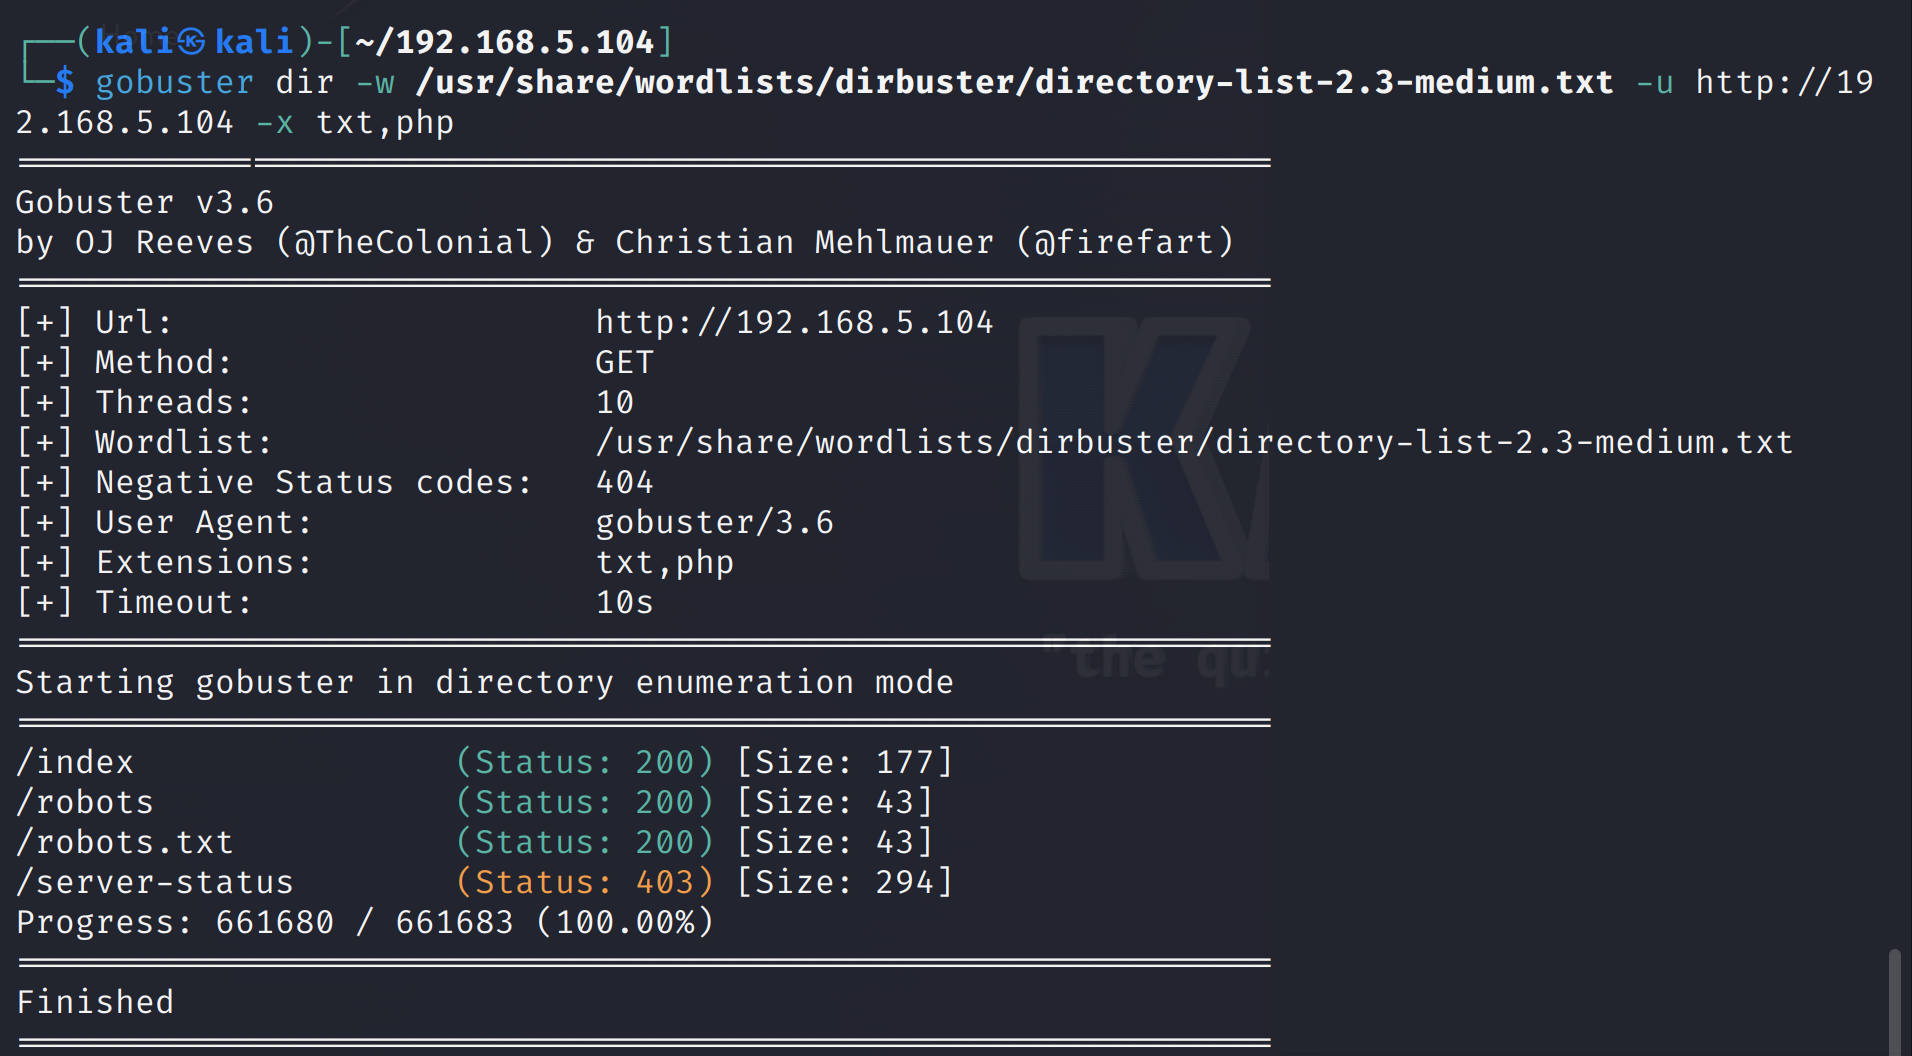 ┌──(kali㉿kali)-[~/192.168.5.104]
└─$ gobuster dir -w /usr/share/wordlists/dirbuster/directory-list-2.3-medium.txt -u http://19
2.168.5.104 -x txt,php
===============================================================
Gobuster v3.6
by OJ Reeves (@TheColonial) & Christian Mehlmauer (@firefart)
===============================================================
[+] Url:                     http://192.168.5.104
[+] Method:                  GET
[+] Threads:                 10
[+] Wordlist:                /usr/share/wordlists/dirbuster/directory-list-2.3-medium.txt
[+] Negative Status codes:   404
[+] User Agent:              gobuster/3.6
[+] Extensions:              txt,php
[+] Timeout:                 10s
===============================================================
Starting gobuster in directory enumeration mode
===============================================================
/index                (Status: 200) [Size: 177]
/robots               (Status: 200) [Size: 43]
/robots.txt           (Status: 200) [Size: 43]
/server-status        (Status: 403) [Size: 294]
Progress: 661680 / 661683 (100.00%)
===============================================================
Finished
===============================================================